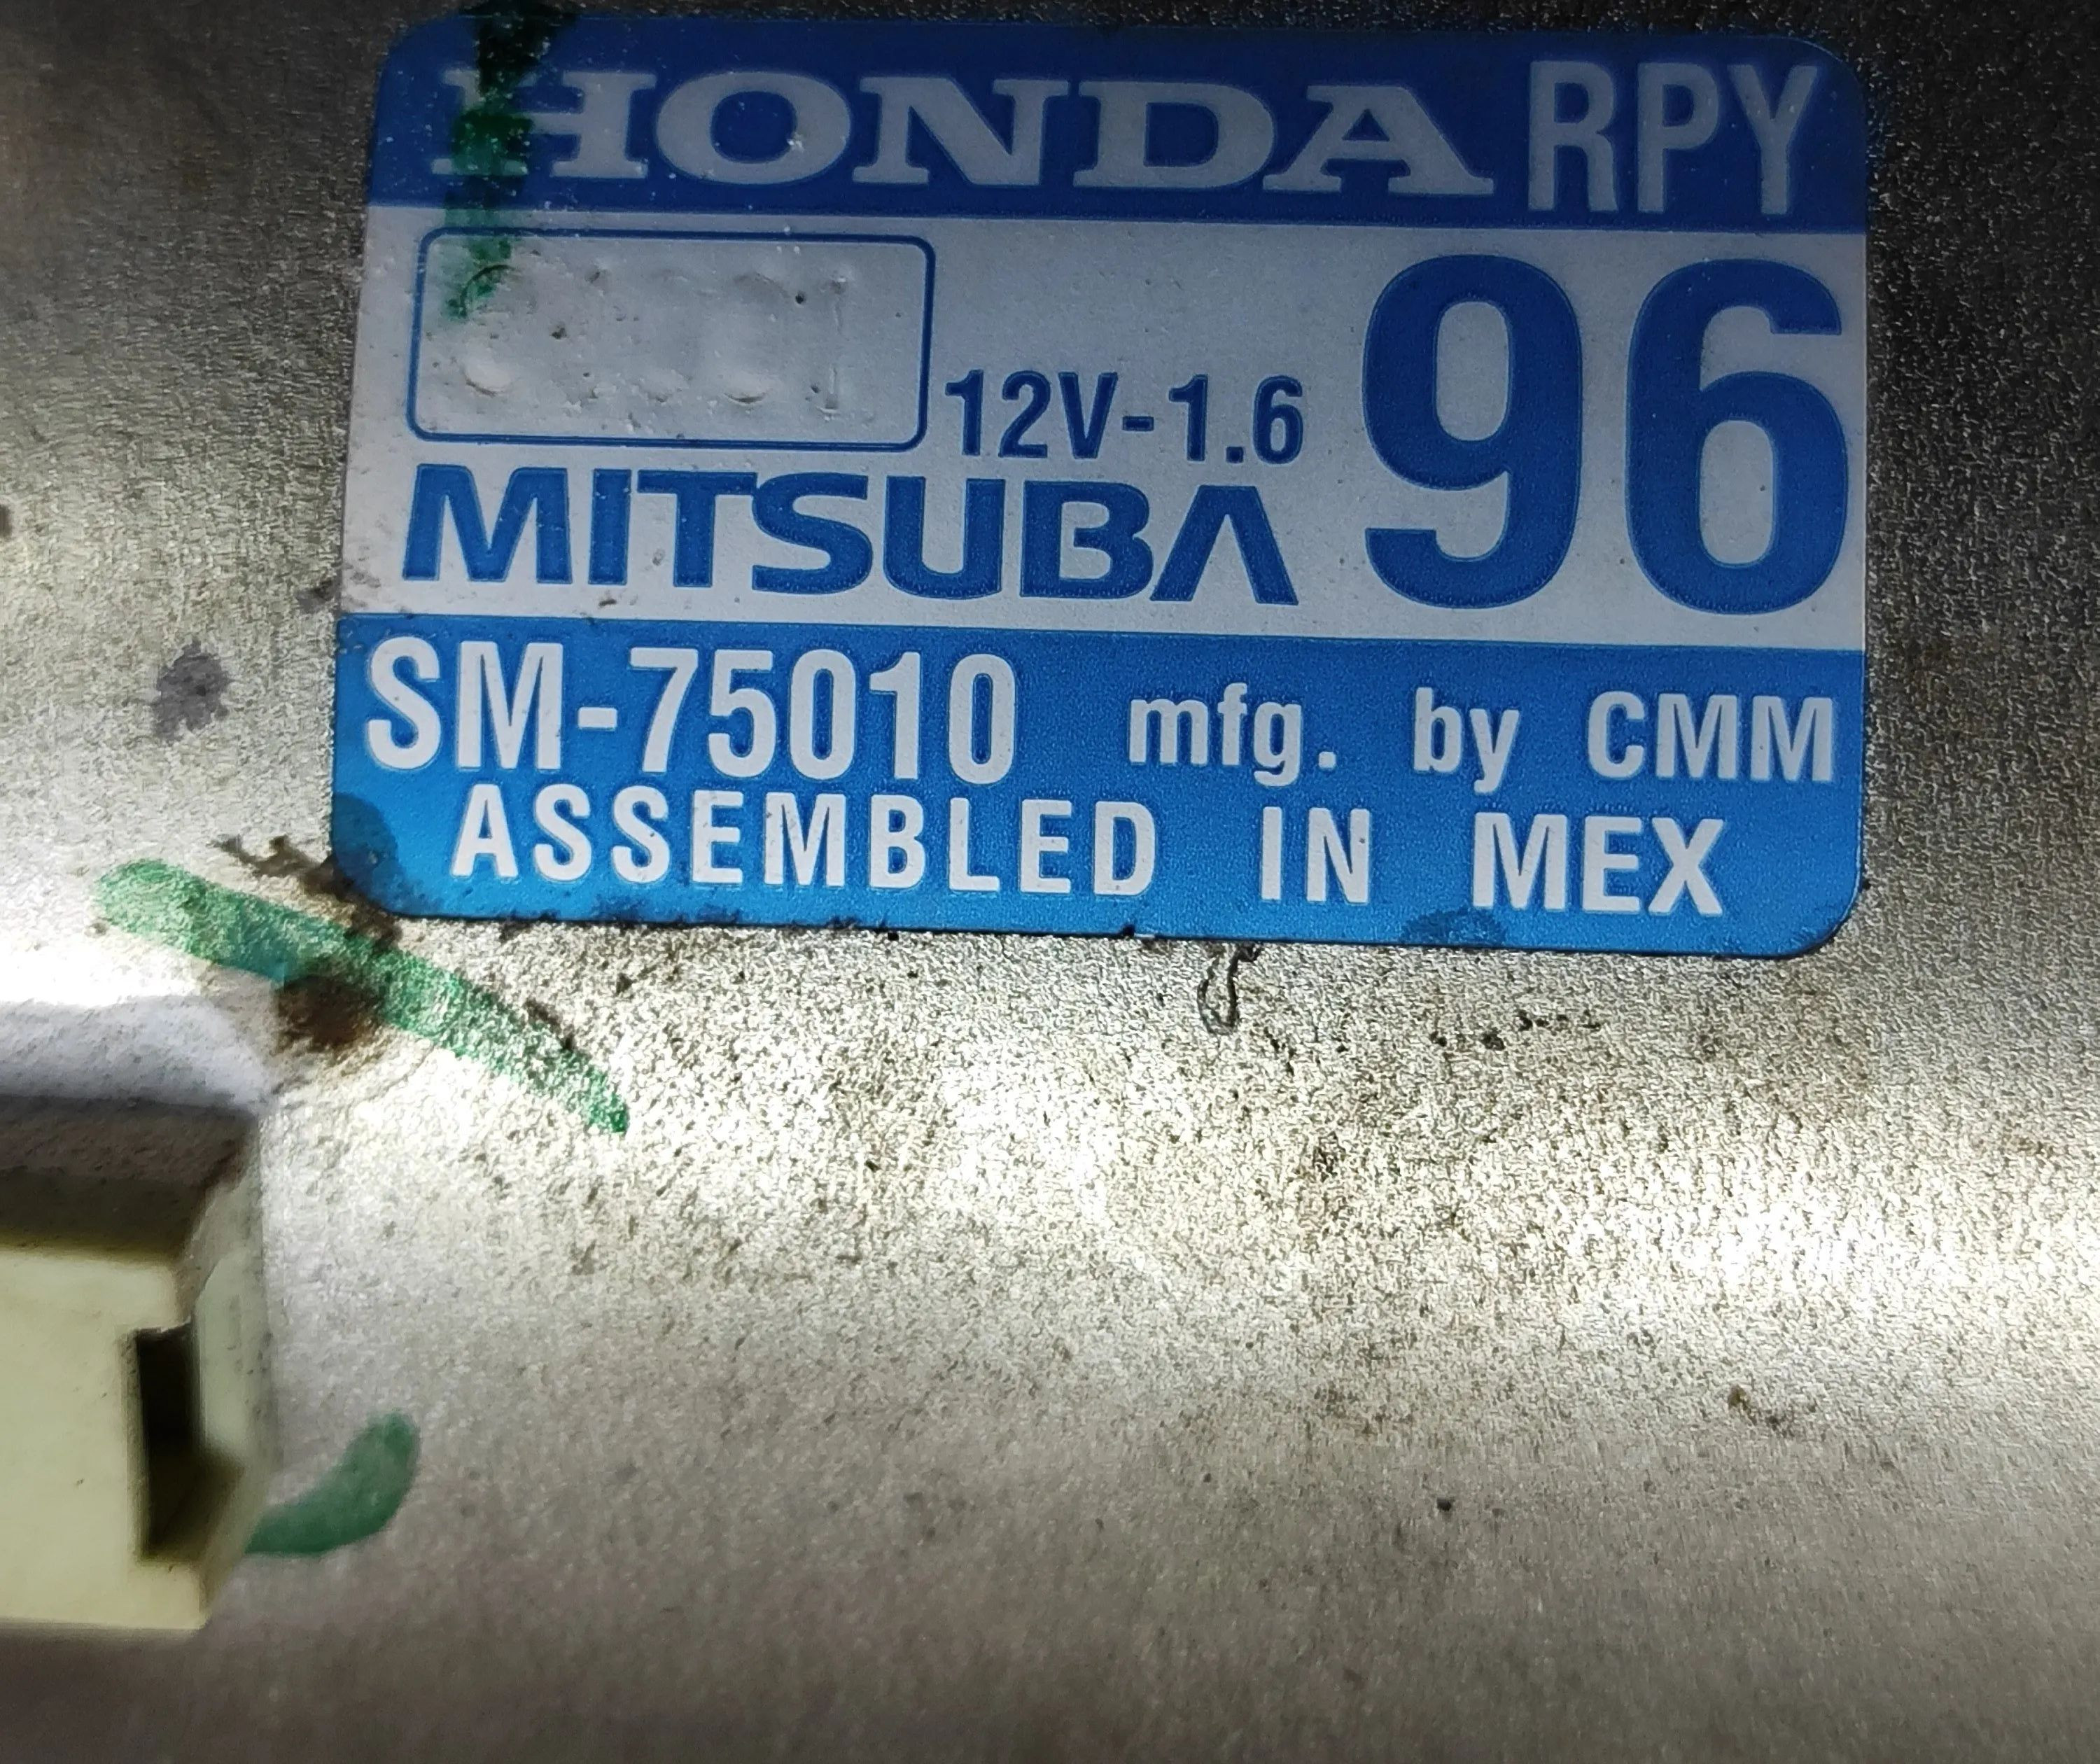 HONDA RPY
12V-1.6 96
MITSUBA
SM-75010 mfg. by CMM
ASSEMBLED IN MEX